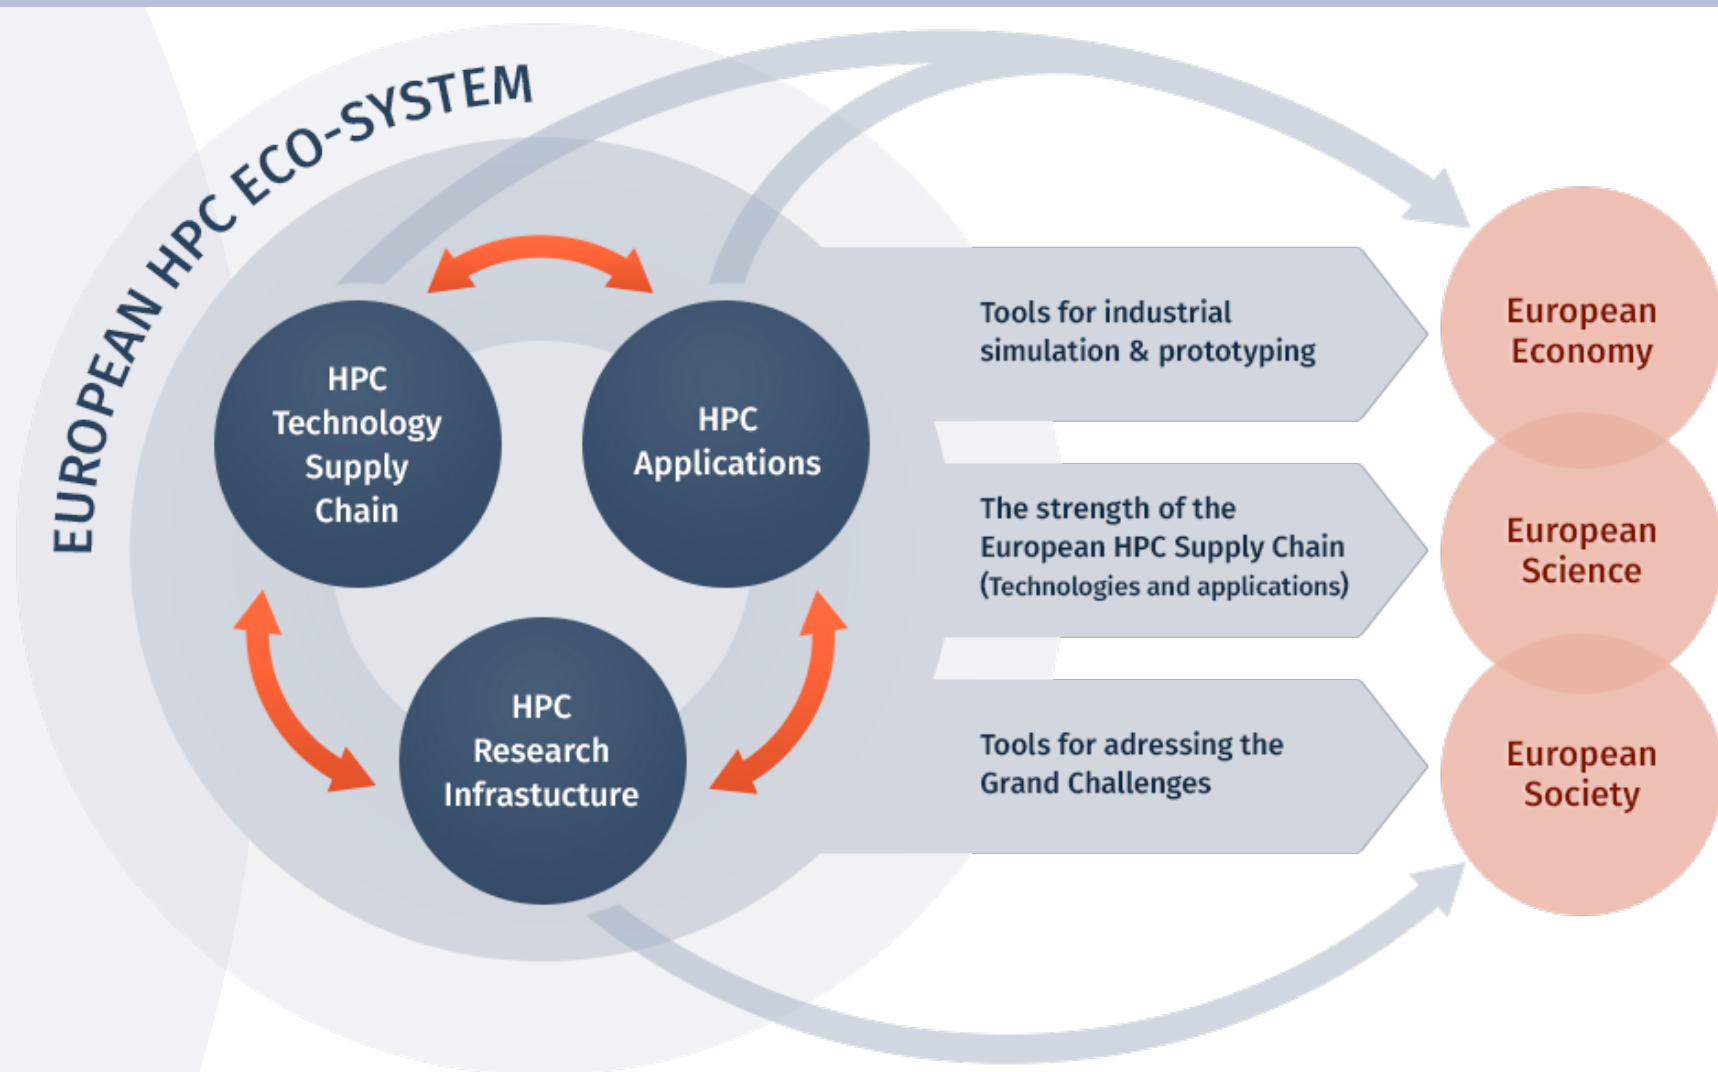 EUROPEAN HPC ECO-SYSTEM
HPC
Technology
Supply
Chain
HPC
Applications
HPC
Research
Infrastucture
Tools for industrial
simulation & prototyping
The strength of the
European HPC Supply Chain
(Technologies and applications)
Tools for adressing the
Grand Challenges
European
Economy
European
Science
European
Society